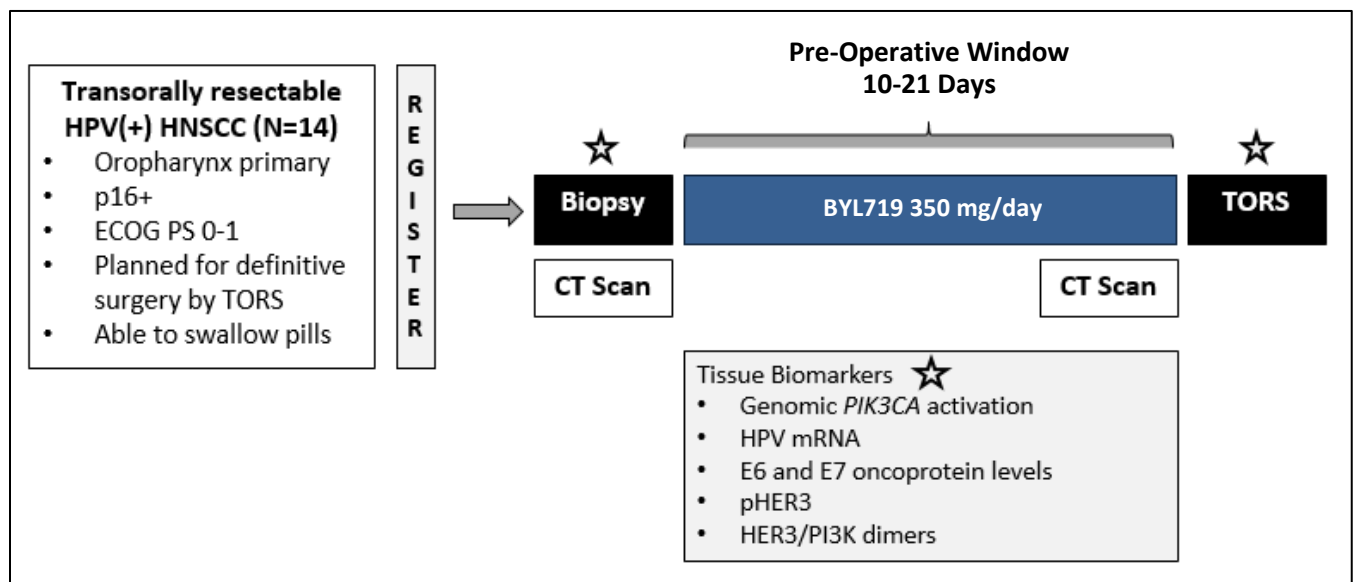 Transorally resectable
HPV(+) HNSCC (N=14)
• Oropharynx primary
• p16+
• ECOG PS 0-1
• Planned for definitive
surgery by TORS
• Able to swallow pills
R
E
G
I
S
T
E
R
Pre-Operative Window
10-21 Days
Biopsy
BYL719 350 mg/day
TORS
CT Scan
CT Scan
Tissue Biomarkers
• Genomic PIK3CA activation
• HPV mRNA
• E6 and E7 oncoprotein levels
• pHER3
• HER3/PI3K dimers